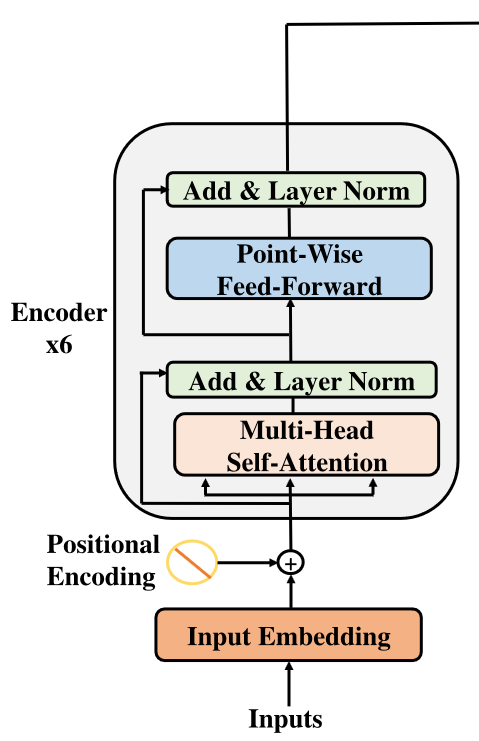 Add & Layer Norm
Point-Wise
Feed-Forward
Encoder
x6
Add & Layer Norm
Multi-Head
Self-Attention
Positional
Encoding
+
Input Embedding
Inputs